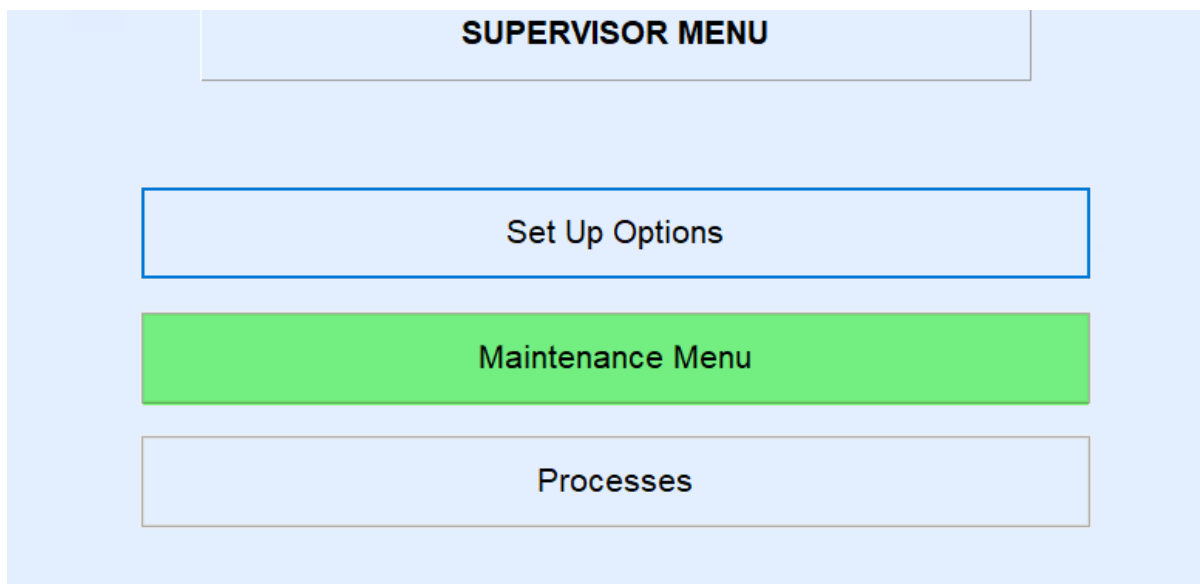 SUPERVISOR MENU
Set Up Options
Maintenance Menu
Processes